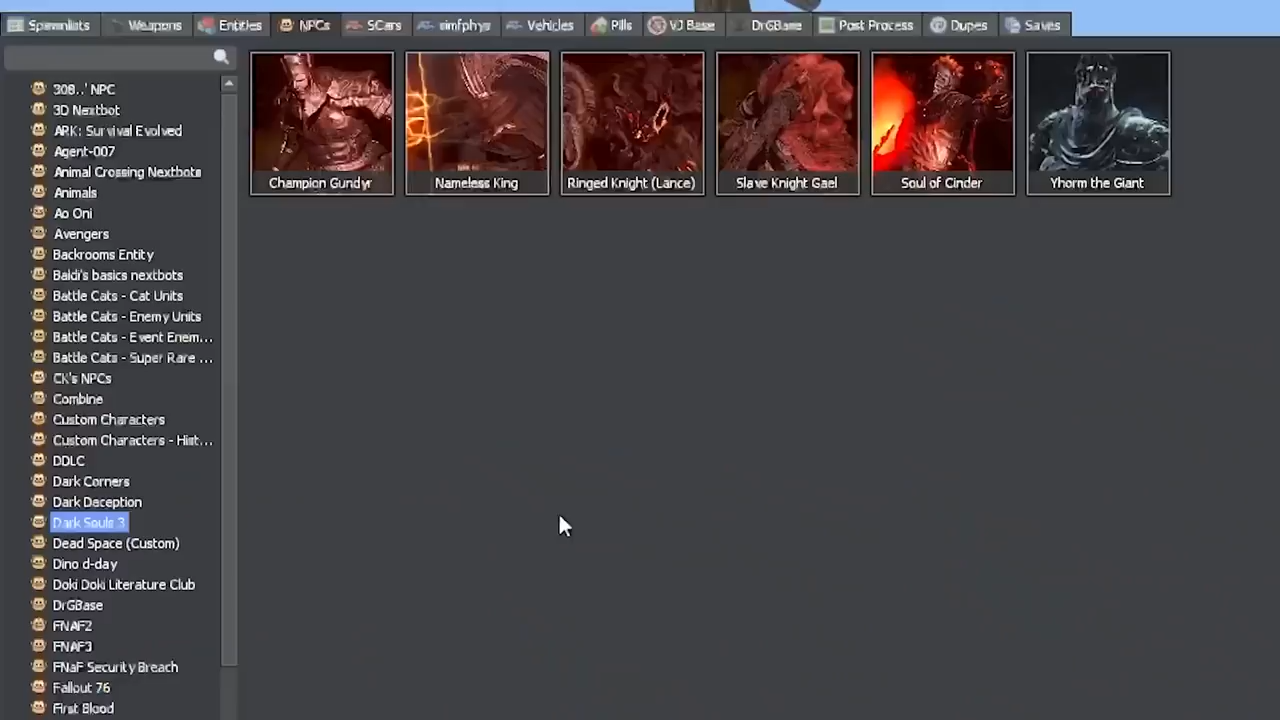 Spawnlists Weapons Entities NPCs SCars simfphys Vehicles Pills VJ Base DrGBase Post Process Dupes Saves
Champion Gundyr Nameless King Ringed Knight (Lance) Slave Knight Gael Soul of Cinder Yhorm the Giant
308..' NPC
3D Nextbot
ARK: Survival Evolved
Agent-007
Animal Crossing Nextbots
Animals
Ao Oni
Avengers
Backrooms Entity
Baldi's basics nextbots
Battle Cats - Cat Units
Battle Cats - Enemy Units
Battle Cats - Event Enem...
Battle Cats - Super Rare ...
CK's NPCs
Combine
Custom Characters
Custom Characters - Hist...
DDLC
Dark Corners
Dark Deception
Dark Souls 3
Dead Space (Custom)
Dino d-day
Doki Doki Literature Club
DrGBase
FNAF2
FNAF3
FNaF Security Breach
Fallout 76
First Blood